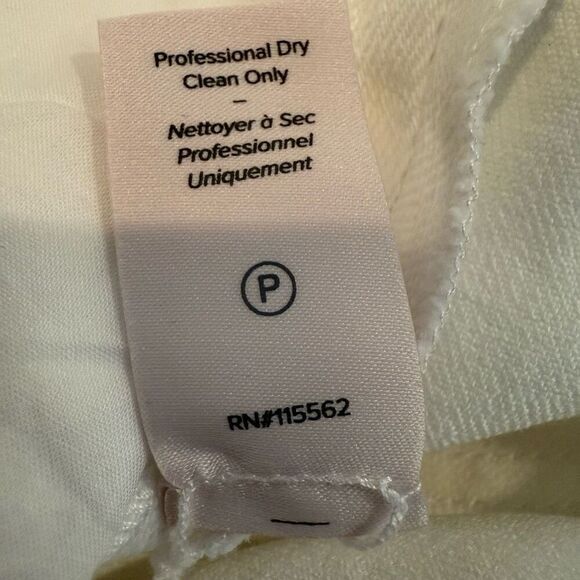 Professional Dry
Clean Only
–
Nettoyer à Sec
Professionnel
Uniquement
P
RN#115562